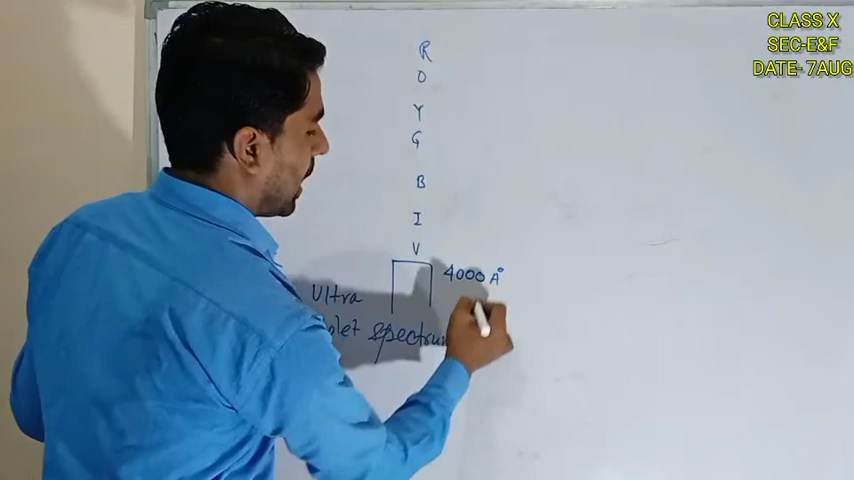 CLASS X
SEC-E&F
DATE- 7AUG
R
O
Y
G
B
I
V
4000 A°
Ultra
spectrum